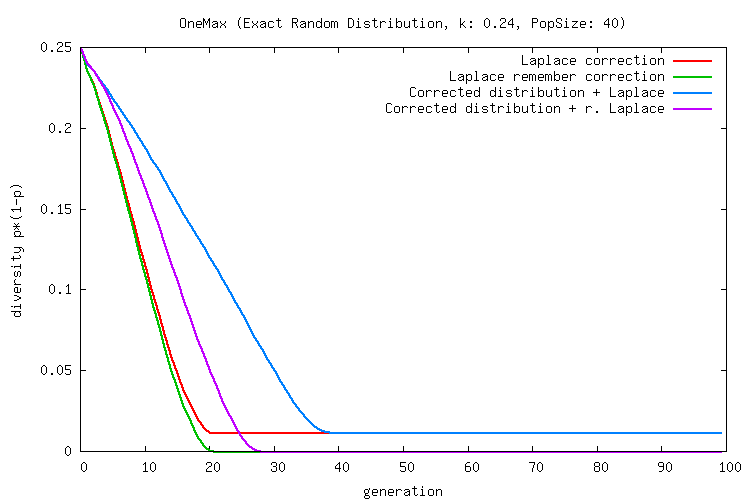 OneMax (Exact Random Distribution, k: 0.24, PopSize: 40)
Laplace correction
Laplace remember correction
Corrected distribution + Laplace
Corrected distribution + r. Laplace
diversity p*(1-p)
0.25
0.2
0.15
0.1
0.05
0
0 10 20 30 40 50 60 70 80 90 100
generation